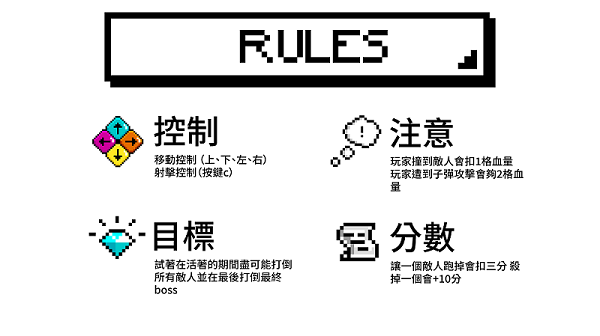 RULES
控制
移動控制（上、下、左、右）
射擊控制（按鍵c）
注意
玩家撞到敵人會扣1格血量
玩家遭到子彈攻擊會夠2格血
量
目標
試著在活著的期間盡可能打倒
所有敵人並在最後打倒最終
boss
分數
讓一個敵人跑掉會扣三分 殺
掉一個會+10分